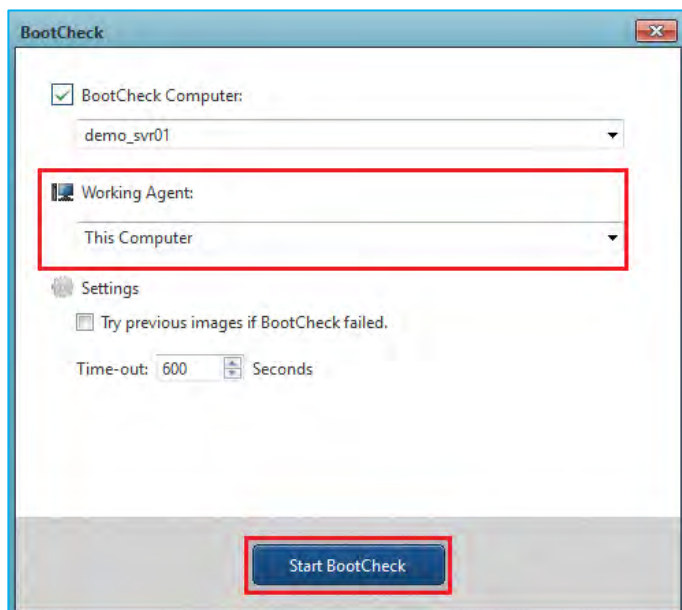 BootCheck
BootCheck Computer:
demo_svr01
Working Agent:
This Computer
Settings
Try previous images if BootCheck failed.
Time-out: 600 Seconds
Start BootCheck